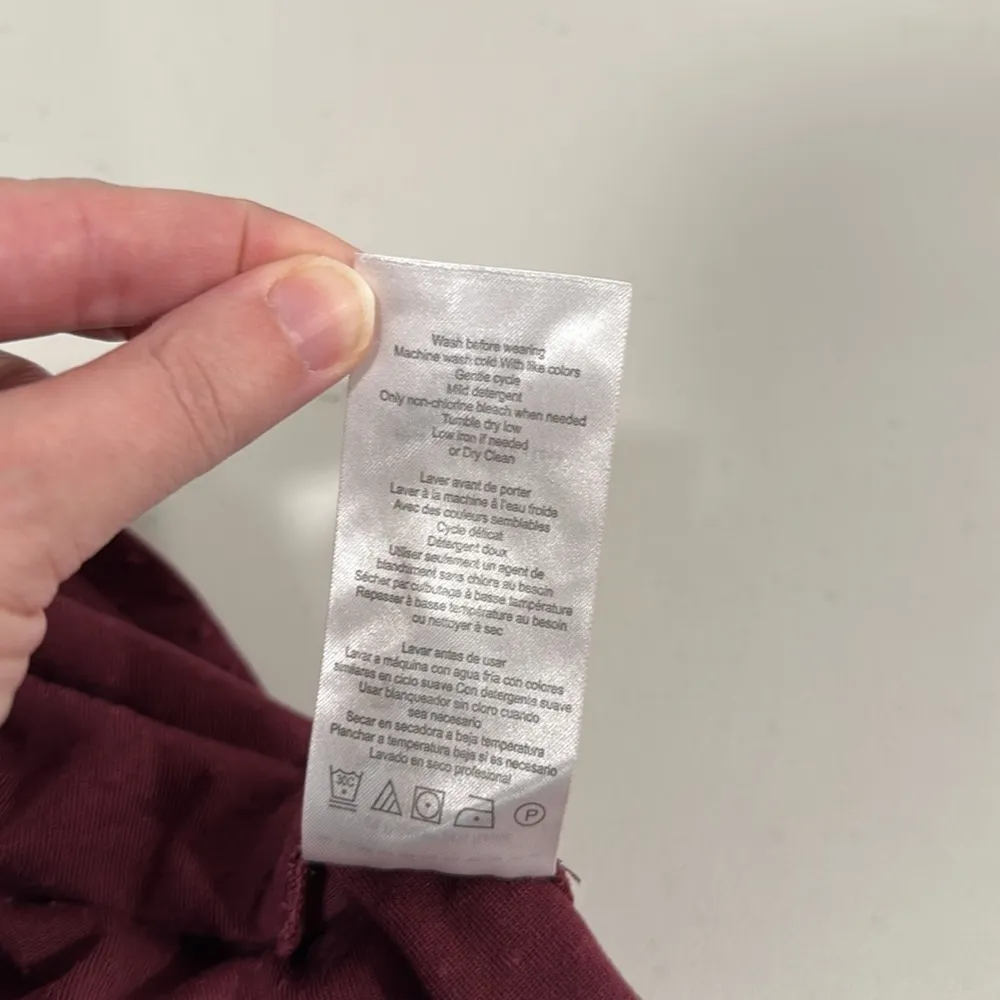 Wash before wearing
Machine wash cold With like colors
Gentle cycle
Mild detergent
Only non-chlorine bleach when needed
Tumble dry low
Low iron if needed
or Dry Clean
Laver avant de porter
Laver à la machine à l'eau froide
Avec des couleurs semblables
Cycle délicat
Détergent doux
Utiliser seulement un agent de
blanchiment sans chlore au besoin
Sécher par culbutage à basse température
Repasser à basse température au besoin
ou nettoyer à sec
Lavar antes de usar
Lavar a máquina con agua fría con colores
similares en ciclo suave Con detergente suave
Usar blanqueador sin cloro cuando
sea necesario
Secar en secadora a baja temperatura
Planchar a temperatura baja si es necesario
Lavado en seco profesional
30C P